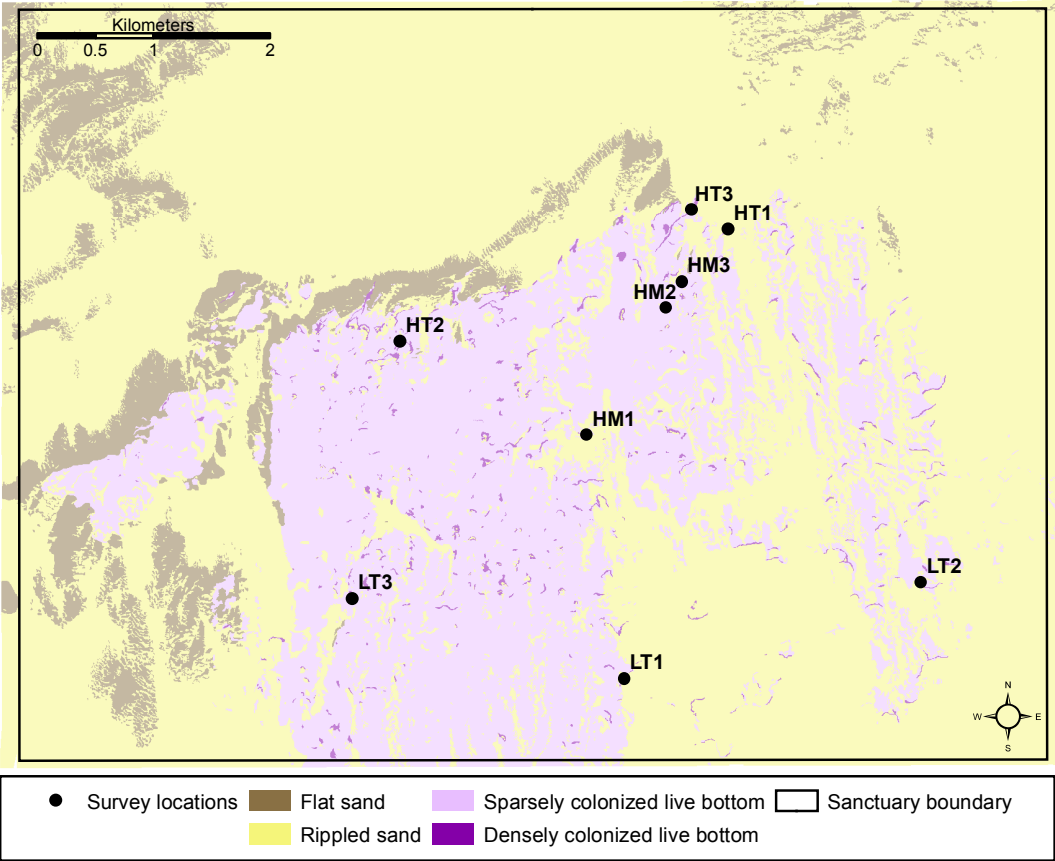 Kilometers
0 0.5 1 2
HT3
HT1
HM3
HM2
HT2
HM1
LT2
LT3
LT1
N
W E
S
Survey locations Flat sand Sparsely colonized live bottom Sanctuary boundary
Rippled sand Densely colonized live bottom